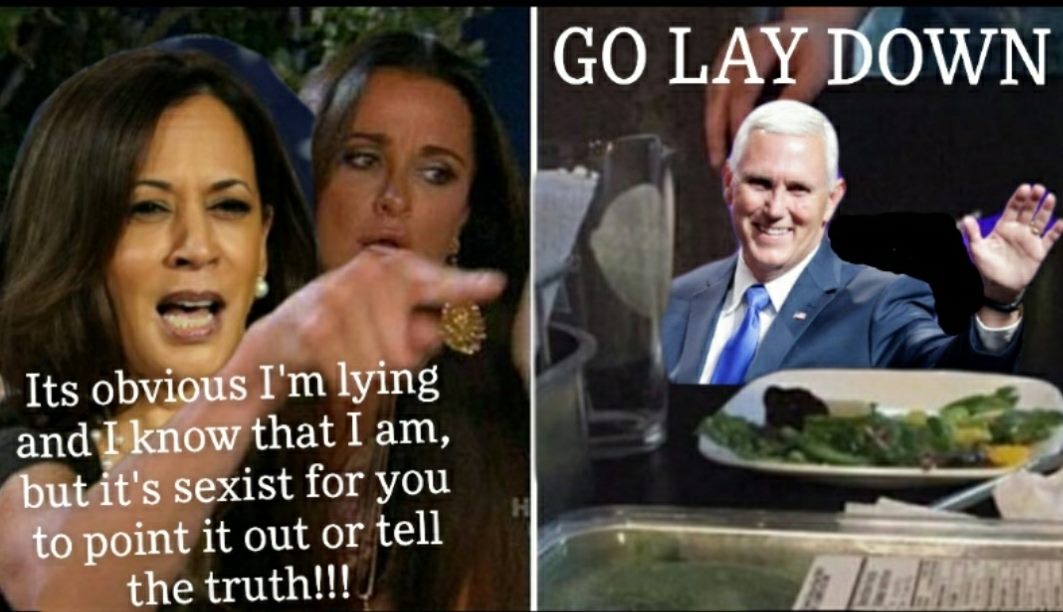 Its obvious I'm lying
and I know that I am,
but it's sexist for you
to point it out or tell
the truth!!!
GO LAY DOWN